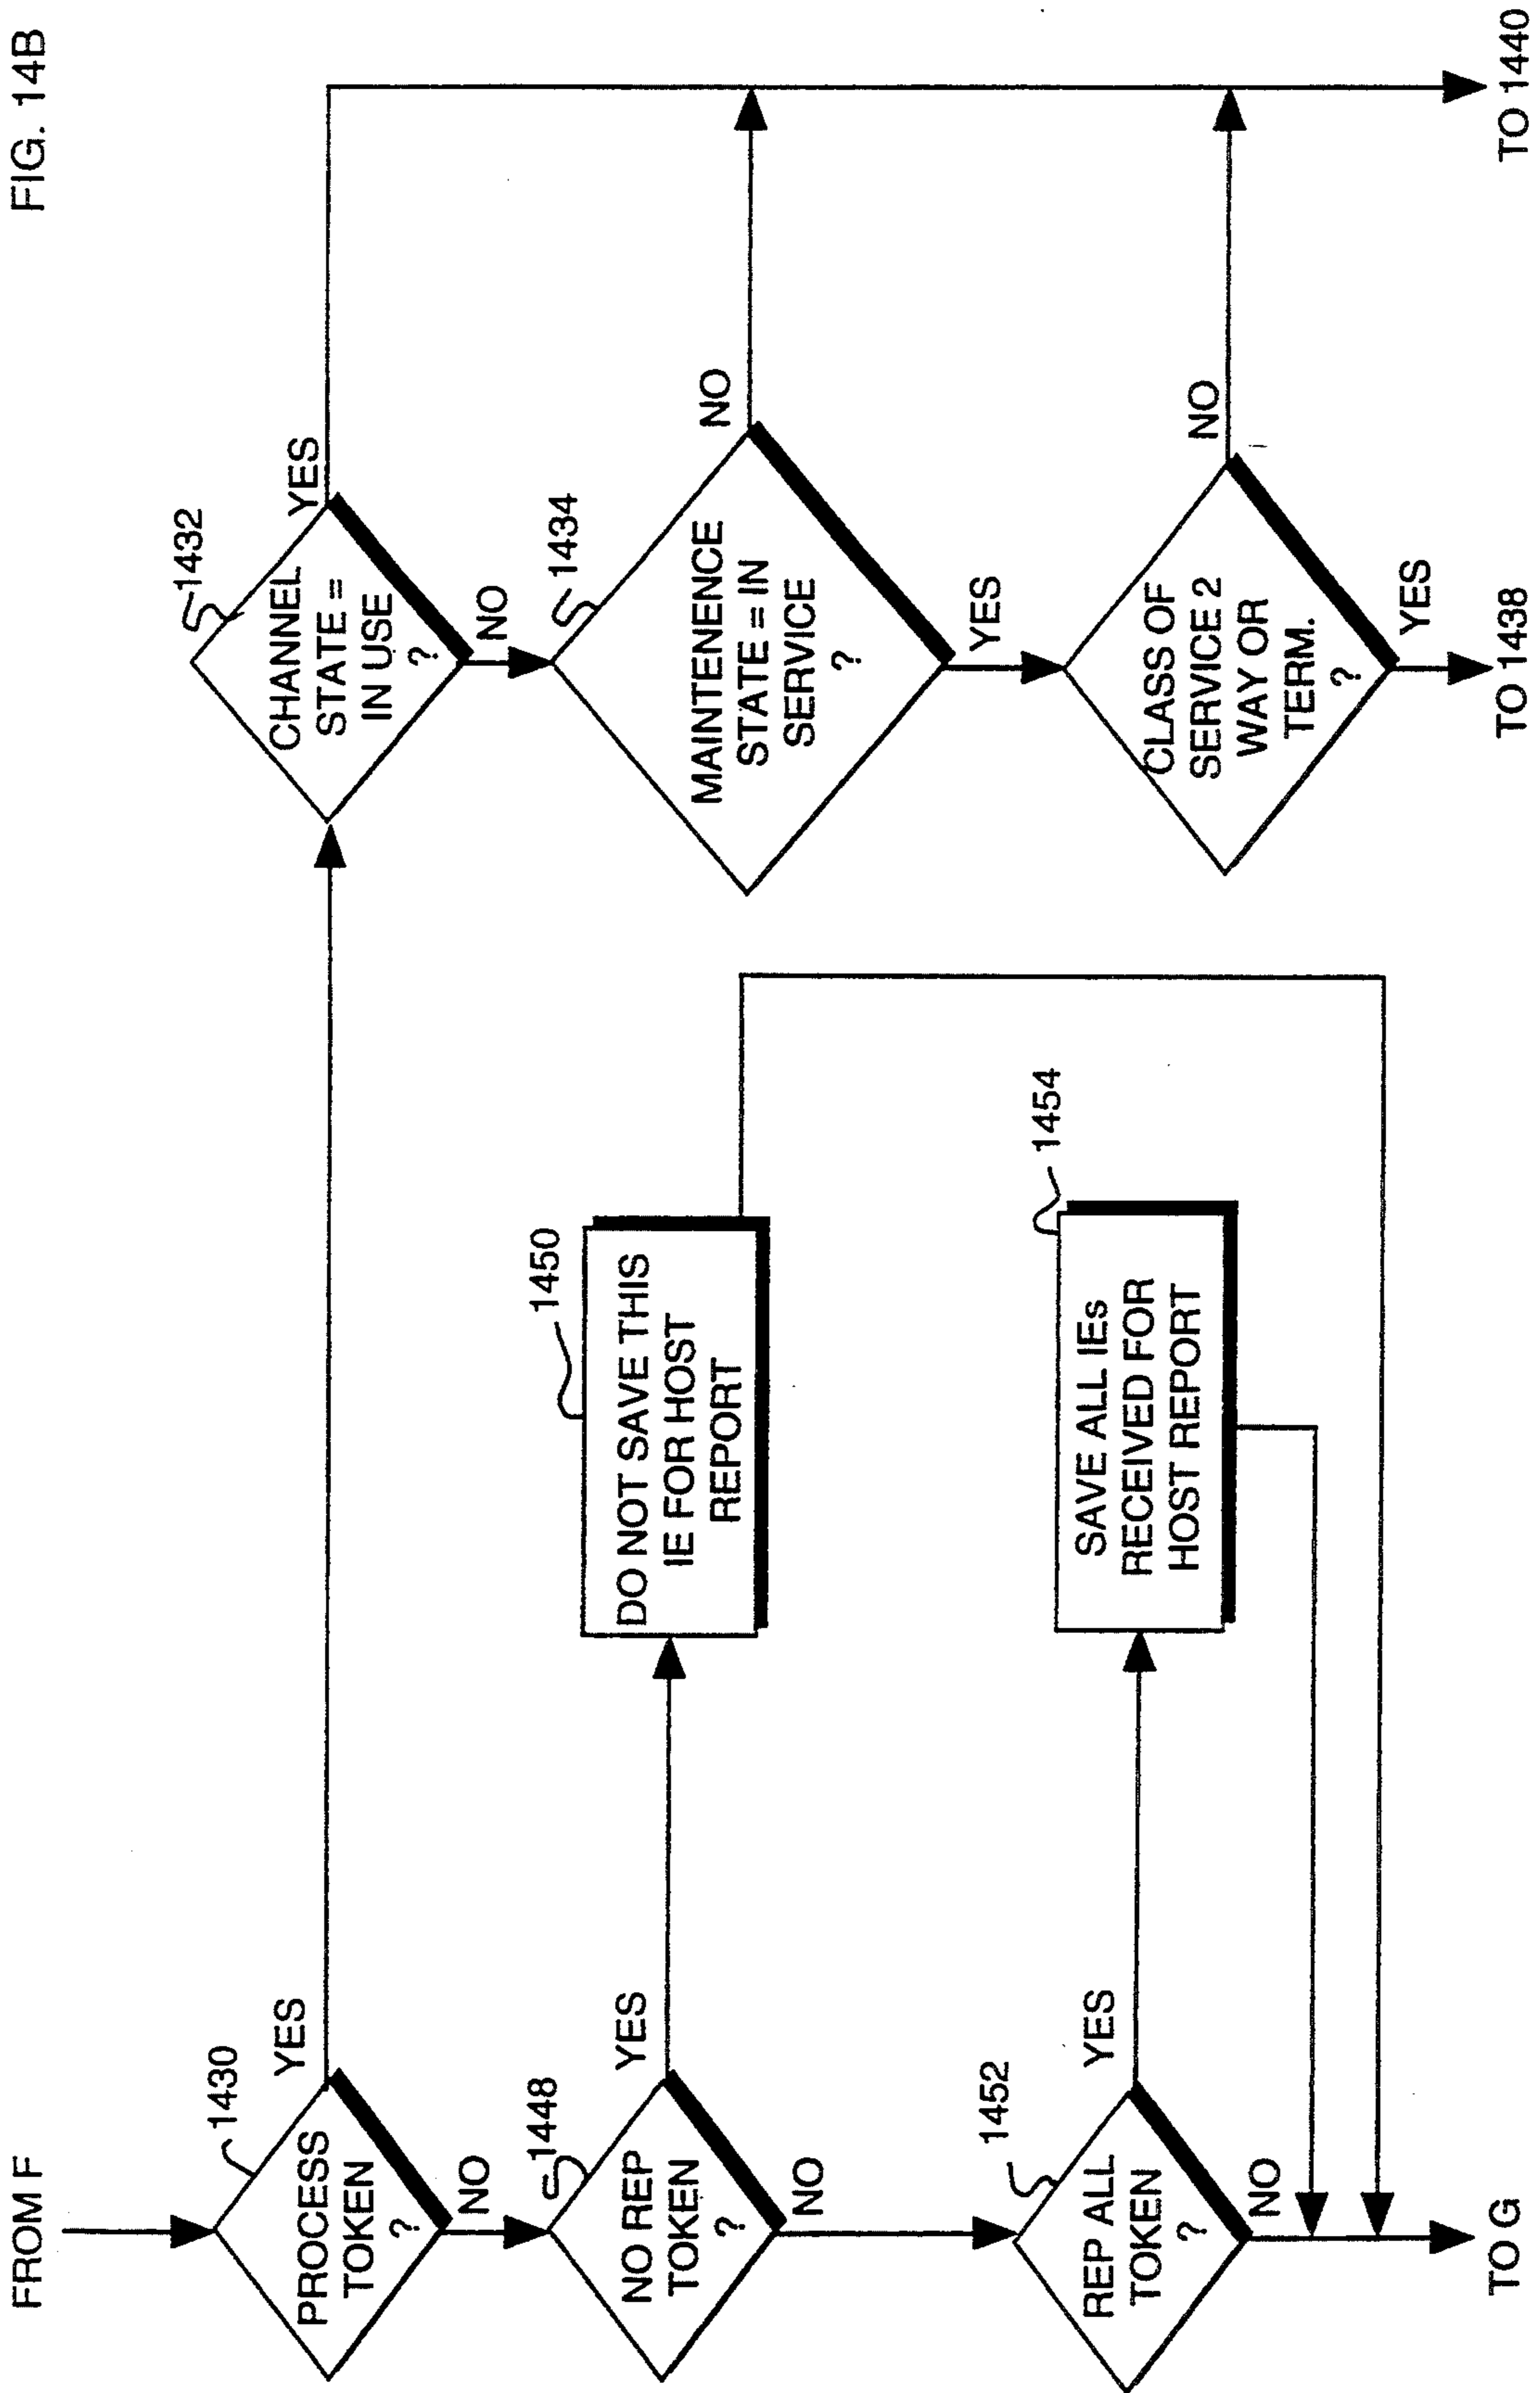 FIG. 14B
FROM F
1430
PROCESS
TOKEN
?
YES
NO
1432
CHANNEL
STATE =
IN USE
?
YES
NO
1448
NO REP
TOKEN
?
YES
NO
1450
DO NOT SAVE THIS
IE FOR HOST
REPORT
1434
MAINTENENCE
STATE = IN
SERVICE
?
NO
YES
1452
REP ALL
TOKEN
?
YES
NO
1454
SAVE ALL IEs
RECEIVED FOR
HOST REPORT
CLASS OF
SERVICE 2
WAY OR
TERM.
?
NO
YES
TO G
TO 1438
TO 1440